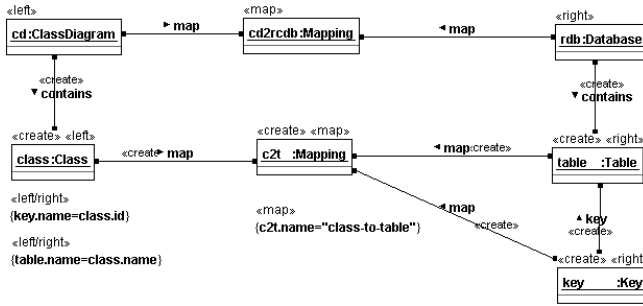 «left»
«map»
«right»
cd :ClassDiagram
► map
cd2rcdb:Mapping
◄ map
rdb:Database
«create»
▼ contains
«create»
▼ contains
«create» «left»
«create» «map»
«create» «right»
class :Class
«create» ► map
c2t :Mapping
◄ map «create»
table :Table
«left/right»
{key.name=class.id}
«map»
{c2t.name="class-to-table"}
◄ map
«create»
▲ key
«create»
«left/right»
{table.name=class.name}
«create» «right»
key :Key